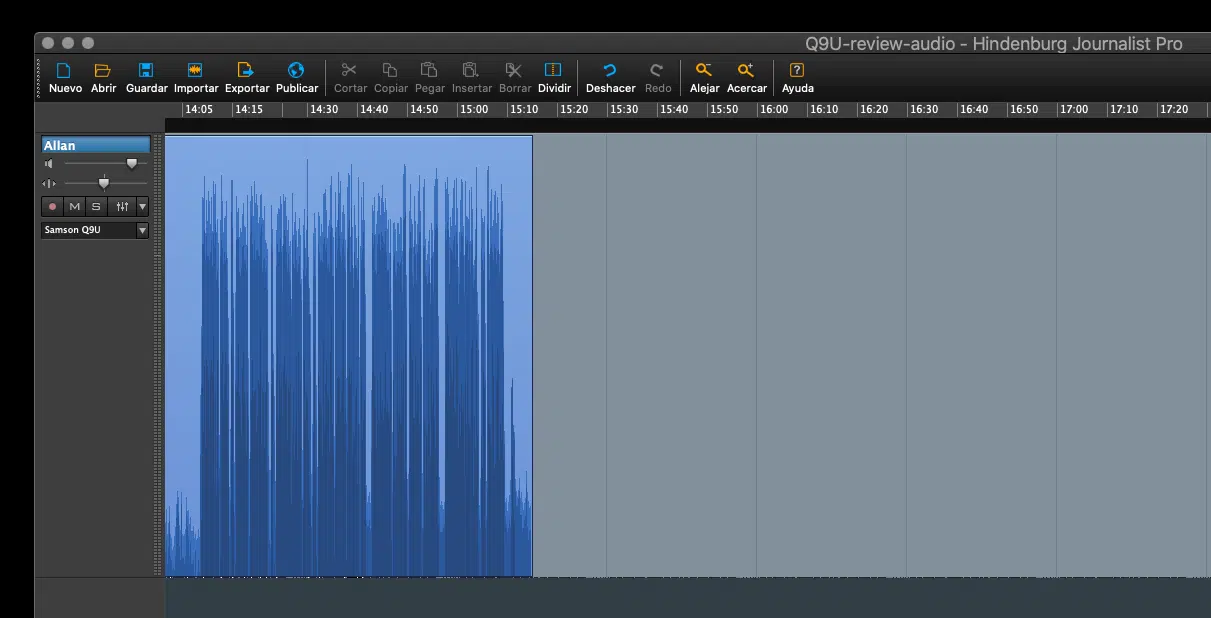 Q9U-review-audio - Hindenburg Journalist Pro
Nuevo Abrir Guardar Importar Exportar Publicar Cortar Copiar Pegar Insertar Borrar Dividir Deshacer Redo Alejar Acercar Ayuda
14:05 14:15 14:30 14:40 14:50 15:00 15:10 15:20 15:30 15:40 15:50 16:00 16:10 16:20 16:30 16:40 16:50 17:00 17:10 17:20
Allan
M S
Samson Q9U